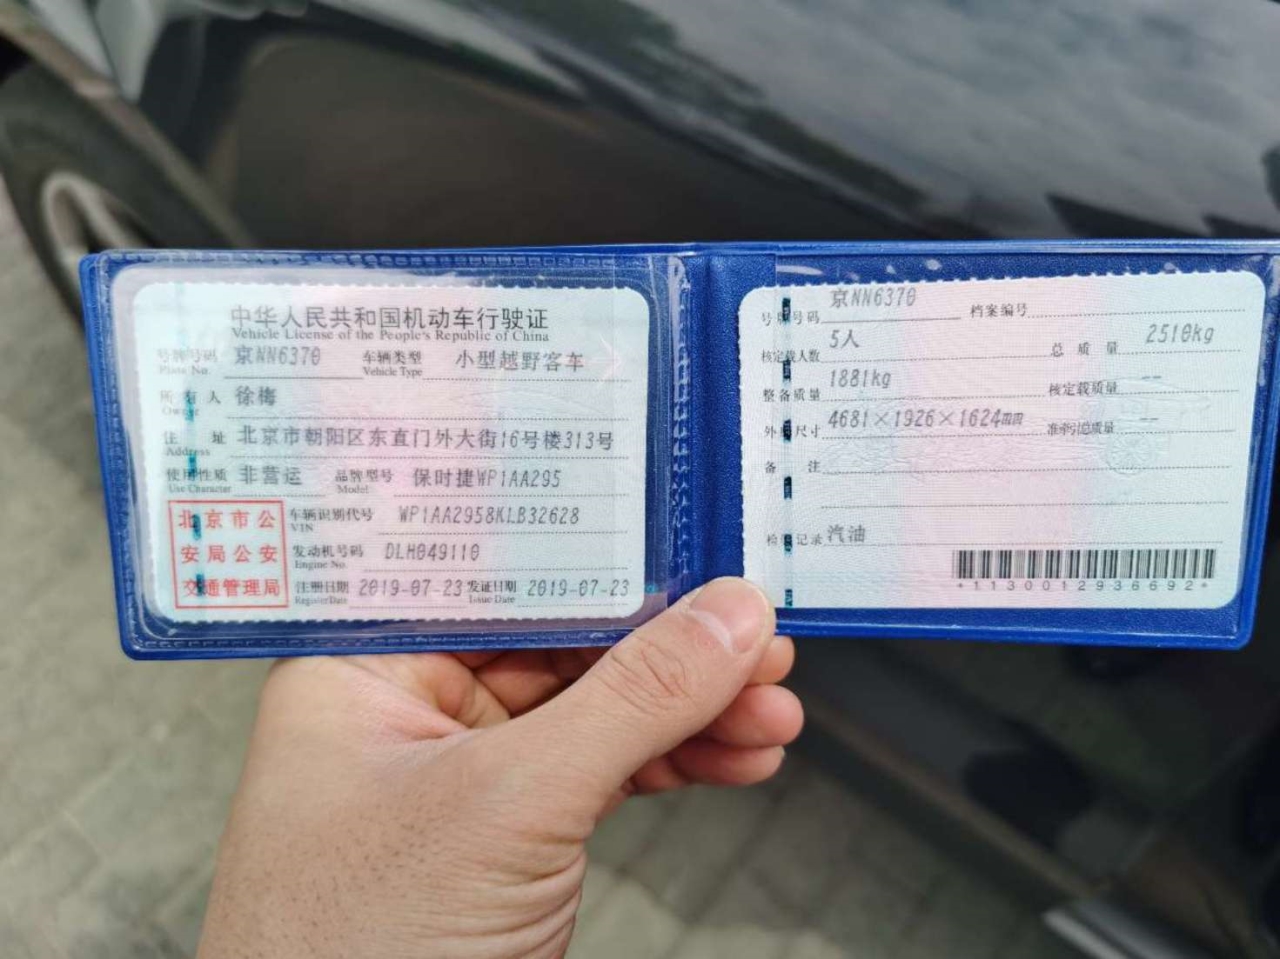 中华人民共和国机动车行驶证
Vehicle License of the People's Republic of China
号牌号码 京NN6370 车辆类型 小型越野客车
Plate No. Vehicle Type
所有人 徐梅
Owner
住 址 北京市朝阳区东直门外大街16号楼313号
Address
使用性质 非营运 品牌型号 保时捷WP1AA295
Use Character Model
北京市公
安局公安
交通管理局
车辆识别代号 WP1AA2958KLB32628
VIN
发动机号码 DLH049110
Engine No.
注册日期 2019-07-23 发证日期 2019-07-23
Register Date Issue Date
号牌号码 京NN6370 档案编号
核定载人数 5人 总 质 量 2510kg
整备质量 1881kg 核定载质量 --
外廓尺寸 4681×1926×1624mm 准牵引总质量 --
备 注
检验记录 汽油
*1130012936692*